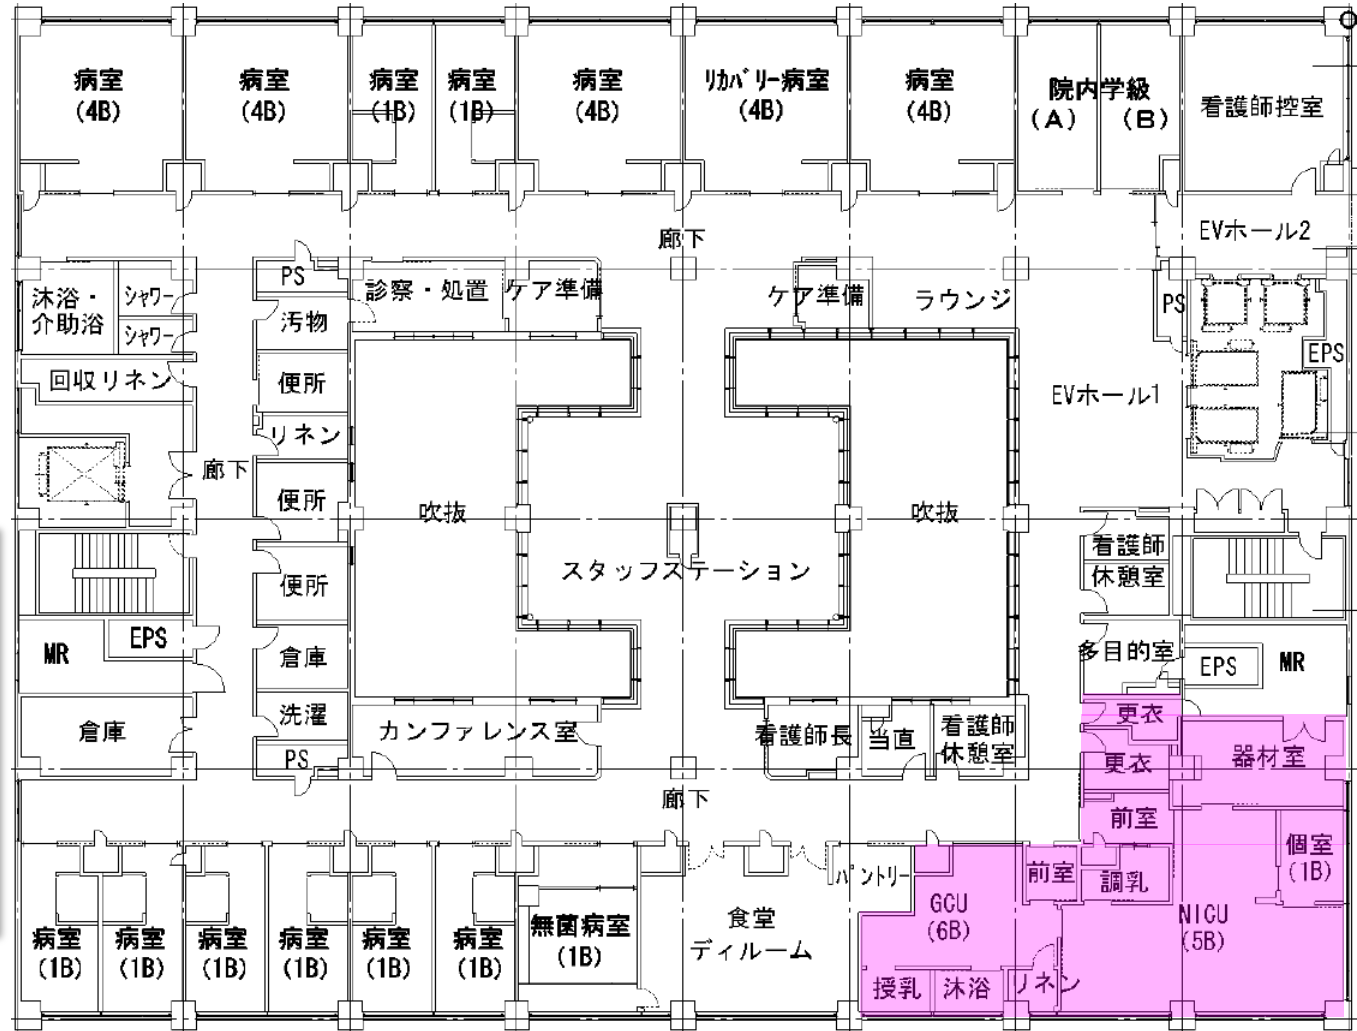 病室
(4B)
病室
(4B)
病室
(1B)
病室
(1B)
病室
(4B)
ﾘｶﾊﾞﾘｰ病室
(4B)
病室
(4B)
院内学級
(A)
(B)
看護師控室
廊下
EVホール2
沐浴・
介助浴
シャワー
シャワー
PS
診察・処置
ケア準備
ケア準備
ラウンジ
PS
汚物
回収リネン
便所
EVホール1
EPS
リネン
廊下
便所
吹抜
吹抜
スタッフステーション
看護師
休憩室
便所
MR
EPS
倉庫
多目的室
EPS
MR
倉庫
洗濯
カンファレンス室
看護師長
当直
看護師
休憩室
更衣
PS
更衣
器材室
廊下
前室
病室
(1B)
病室
(1B)
病室
(1B)
病室
(1B)
病室
(1B)
病室
(1B)
無菌病室
(1B)
食堂
ディルーム
パントリー
GCU
(6B)
前室
調乳
個室
(1B)
NICU
(5B)
授乳
沐浴
リネン